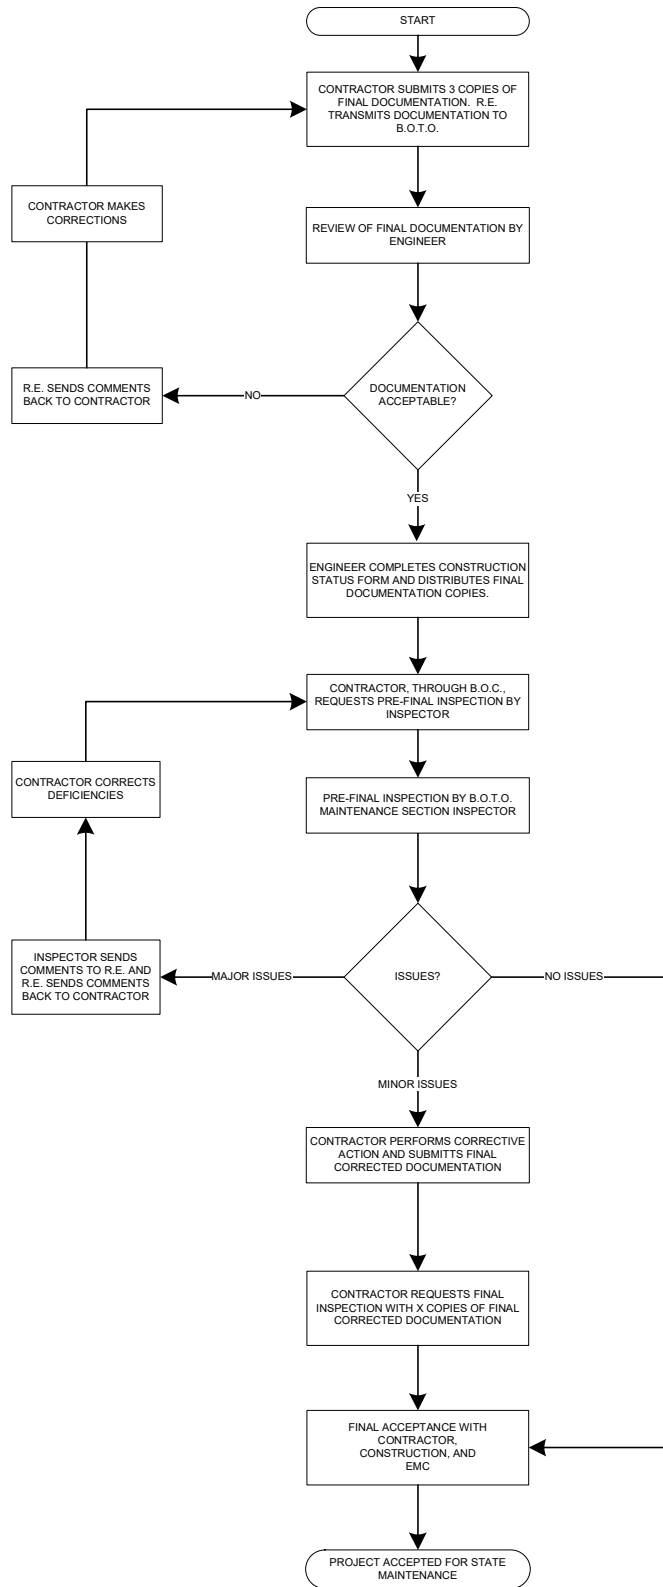 START
CONTRACTOR SUBMITS 3 COPIES OF
FINAL DOCUMENTATION. R.E.
TRANSMITS DOCUMENTATION TO
B.O.T.O.
CONTRACTOR MAKES
CORRECTIONS
REVIEW OF FINAL DOCUMENTATION BY
ENGINEER
R.E. SENDS COMMENTS
BACK TO CONTRACTOR
NO
DOCUMENTATION
ACCEPTABLE?
YES
ENGINEER COMPLETES CONSTRUCTION
STATUS FORM AND DISTRIBUTES FINAL
DOCUMENTATION COPIES.
CONTRACTOR, THROUGH B.O.C.,
REQUESTS PRE-FINAL INSPECTION BY
INSPECTOR
CONTRACTOR CORRECTS
DEFICIENCIES
PRE-FINAL INSPECTION BY B.O.T.O.
MAINTENANCE SECTION INSPECTOR
INSPECTOR SENDS
COMMENTS TO R.E. AND
R.E. SENDS COMMENTS
BACK TO CONTRACTOR
MAJOR ISSUES
ISSUES?
NO ISSUES
MINOR ISSUES
CONTRACTOR PERFORMS CORRECTIVE
ACTION AND SUBMITTS FINAL
CORRECTED DOCUMENTATION
CONTRACTOR REQUESTS FINAL
INSPECTION WITH X COPIES OF FINAL
CORRECTED DOCUMENTATION
FINAL ACCEPTANCE WITH
CONTRACTOR,
CONSTRUCTION, AND
EMC
PROJECT ACCEPTED FOR STATE
MAINTENANCE